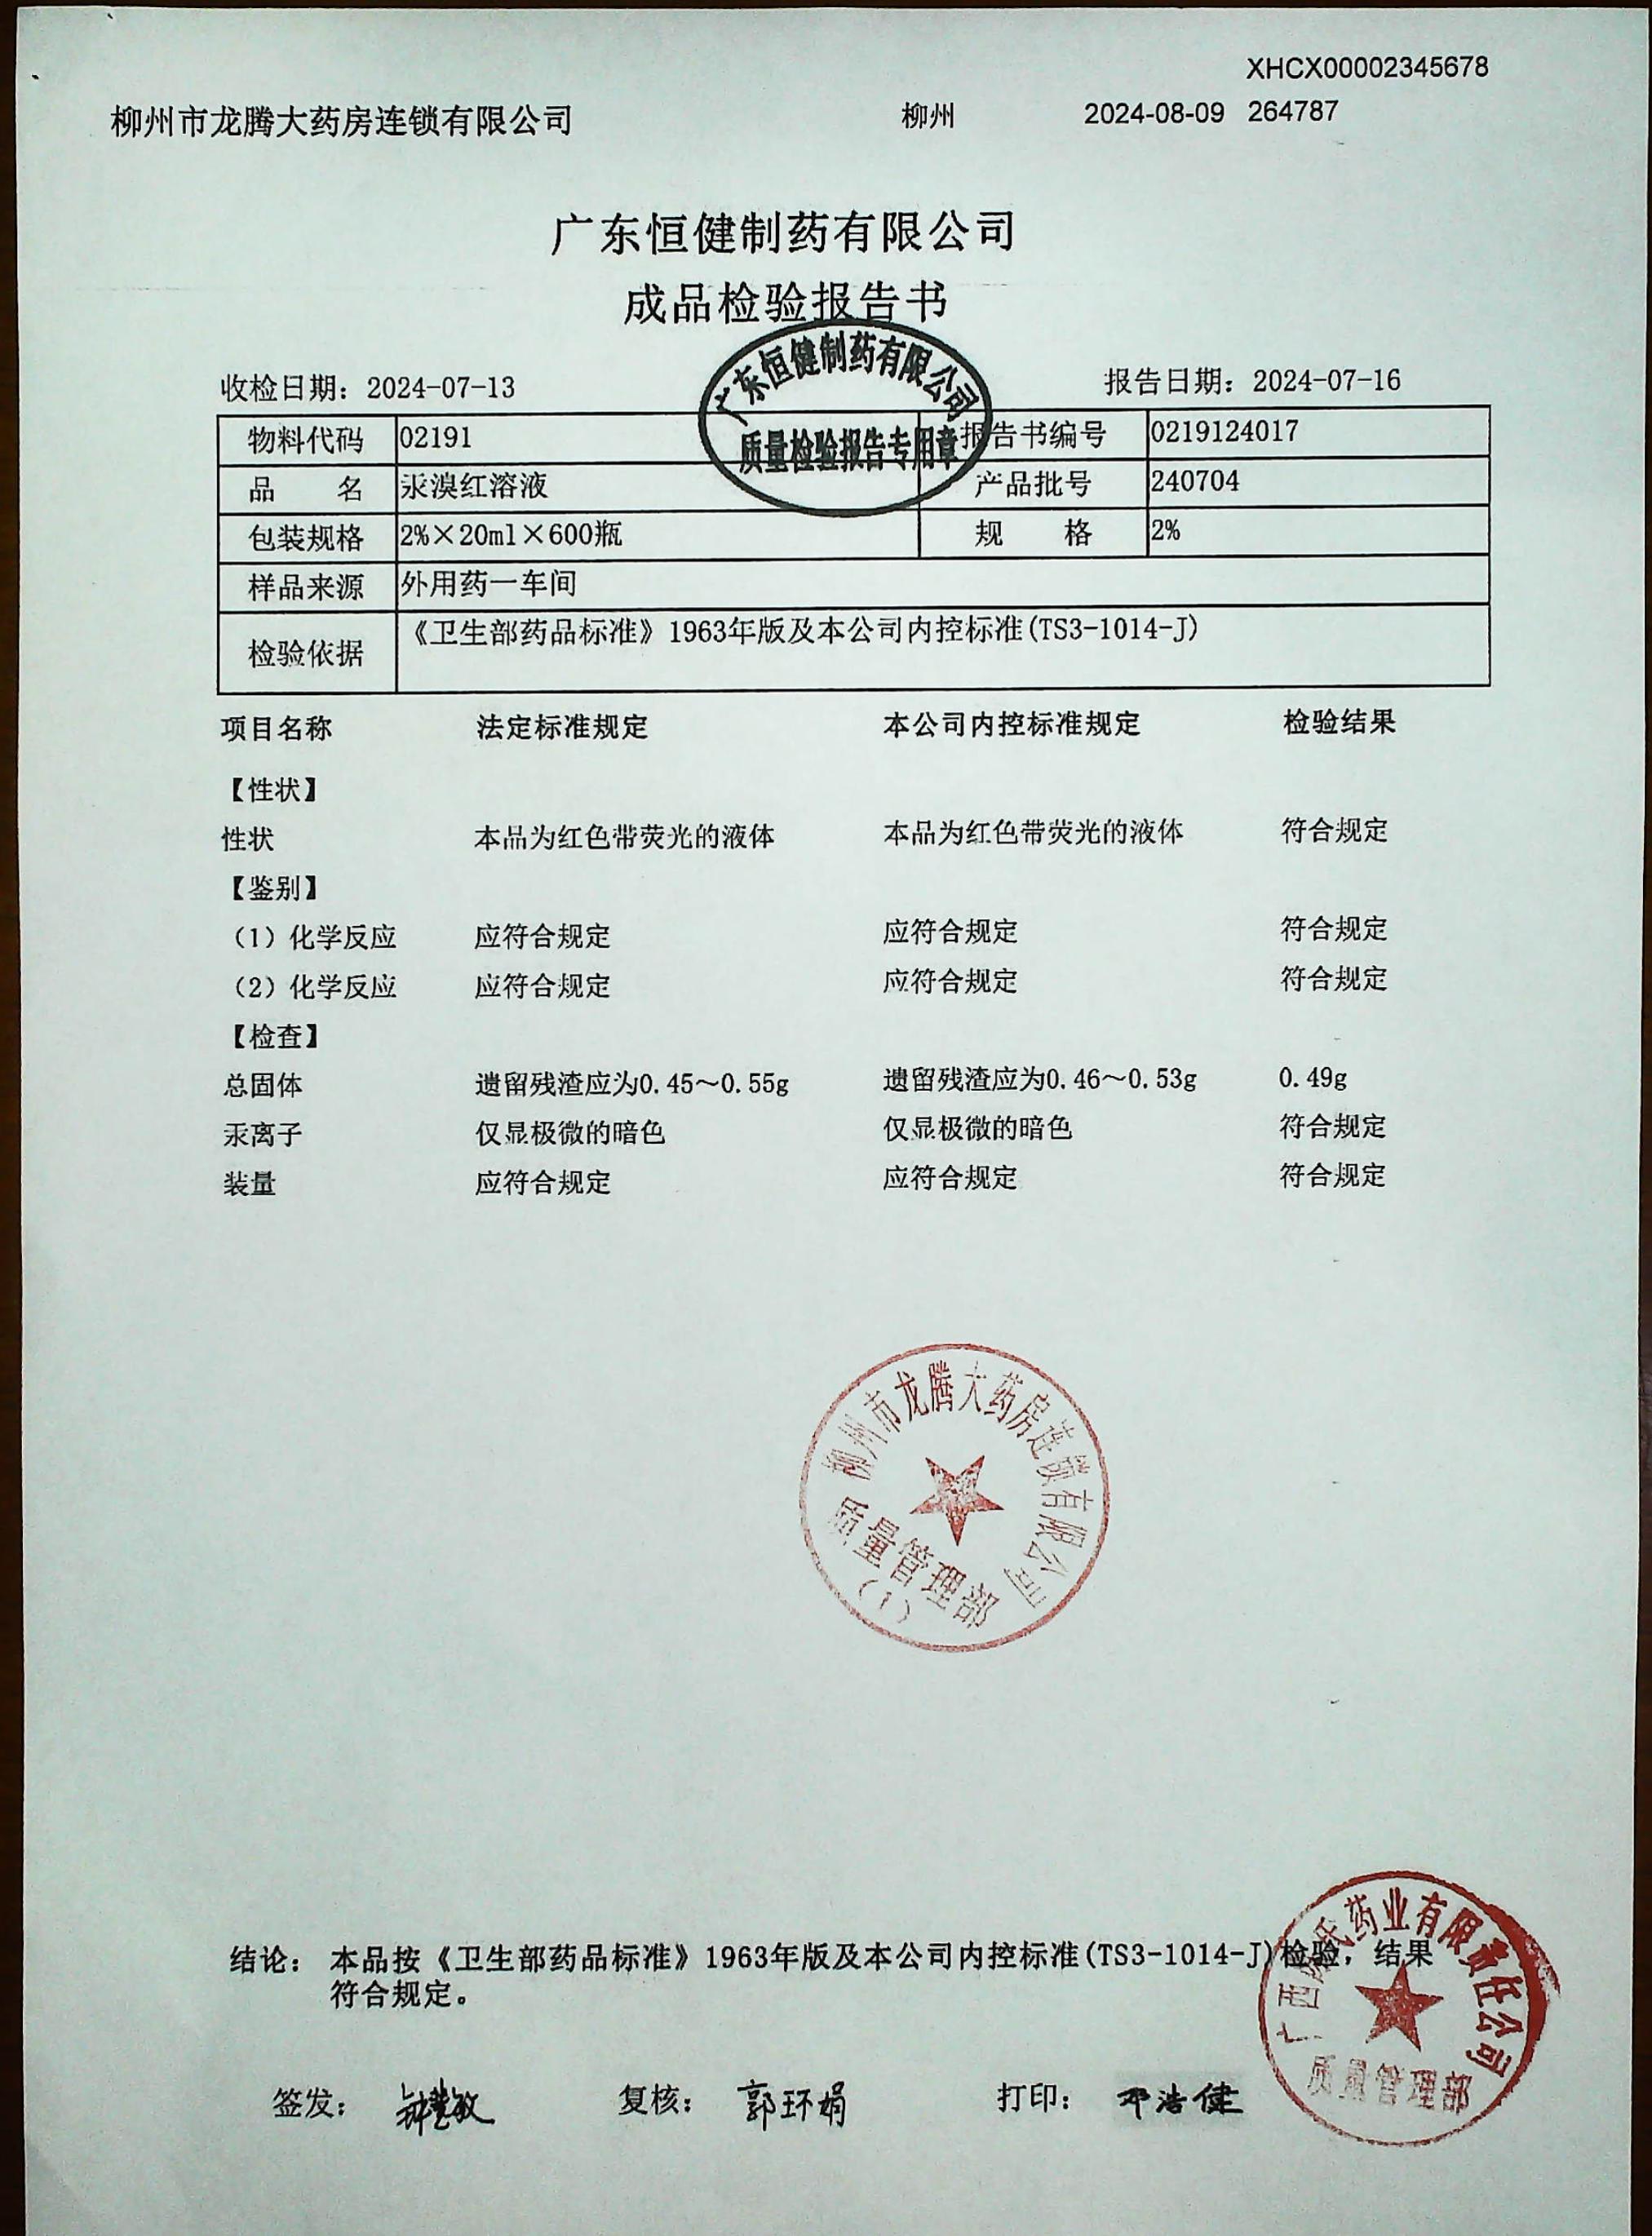 XHCX00002345678
柳州市龙腾大药房连锁有限公司 柳州 2024-08-09 264787
广东恒健制药有限公司
成品检验报告书
广东恒健制药有限公司
质量检验报告专用章
收检日期：2024-07-13 报告日期：2024-07-16
物料代码 02191 报告书编号 0219124017
品 名 汞溴红溶液 产品批号 240704
包装规格 2%×20ml×600瓶 规 格 2%
样品来源 外用药一车间
检验依据 《卫生部药品标准》1963年版及本公司内控标准(TS3-1014-J)
项目名称 法定标准规定 本公司内控标准规定 检验结果
【性状】
性状 本品为红色带荧光的液体 本品为红色带荧光的液体 符合规定
【鉴别】
（1）化学反应 应符合规定 应符合规定 符合规定
（2）化学反应 应符合规定 应符合规定 符合规定
【检查】
总固体 遗留残渣应为0.45～0.55g 遗留残渣应为0.46～0.53g 0.49g
汞离子 仅显极微的暗色 仅显极微的暗色 符合规定
装量 应符合规定 应符合规定 符合规定
柳州市龙腾大药房连锁有限公司
质量管理部
（1）
结论： 本品按《卫生部药品标准》1963年版及本公司内控标准(TS3-1014-J)检验，结果
符合规定。
广西 氏药业有限责任公司
质量管理部
签发： 复核： 郭环娟 打印： 邓浩健